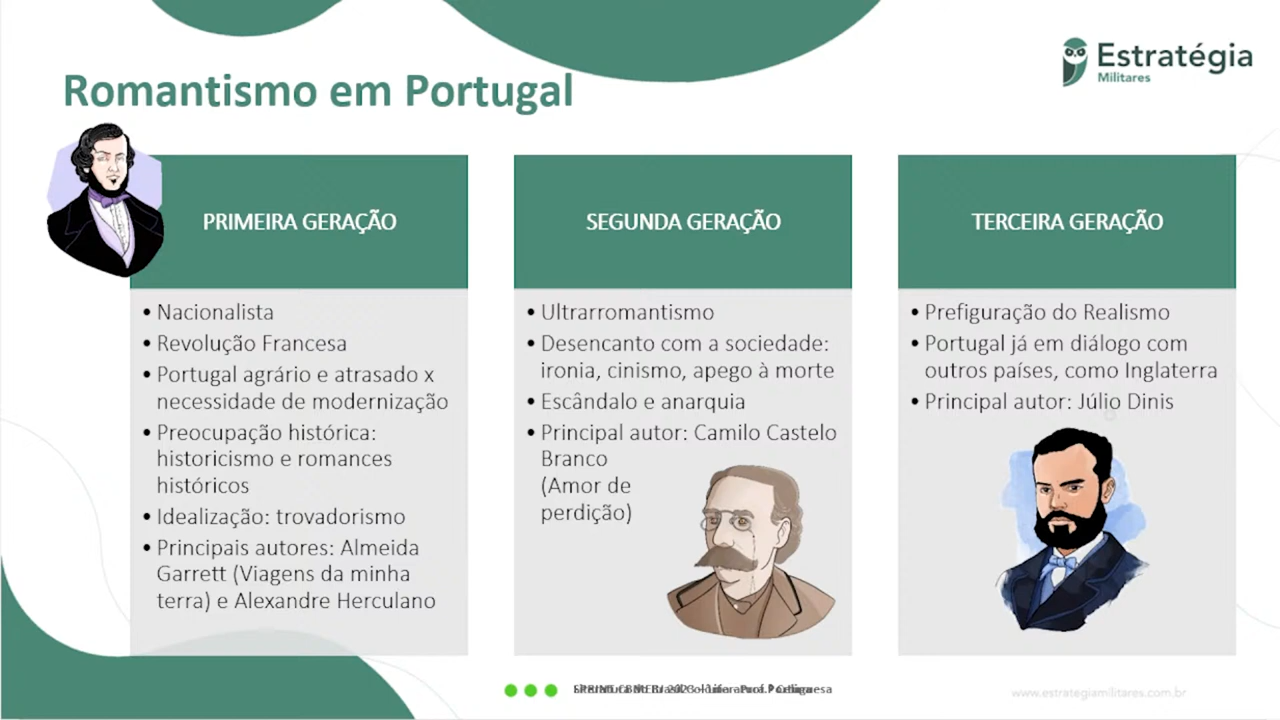 Estratégia
Militares
Romantismo em Portugal
PRIMEIRA GERAÇÃO
• Nacionalista
• Revolução Francesa
• Portugal agrário e atrasado x
necessidade de modernização
• Preocupação histórica:
historicismo e romances
históricos
• Idealização: trovadorismo
• Principais autores: Almeida
Garrett (Viagens da minha
terra) e Alexandre Herculano
SEGUNDA GERAÇÃO
• Ultrarromantismo
• Desencanto com a sociedade:
ironia, cinismo, apego à morte
• Escândalo e anarquia
• Principal autor: Camilo Castelo
Branco
(Amor de
perdição)
TERCEIRA GERAÇÃO
• Prefiguração do Realismo
• Portugal já em diálogo com
outros países, como Inglaterra
• Principal autor: Júlio Dinis
www.estrategiamilitares.com.br